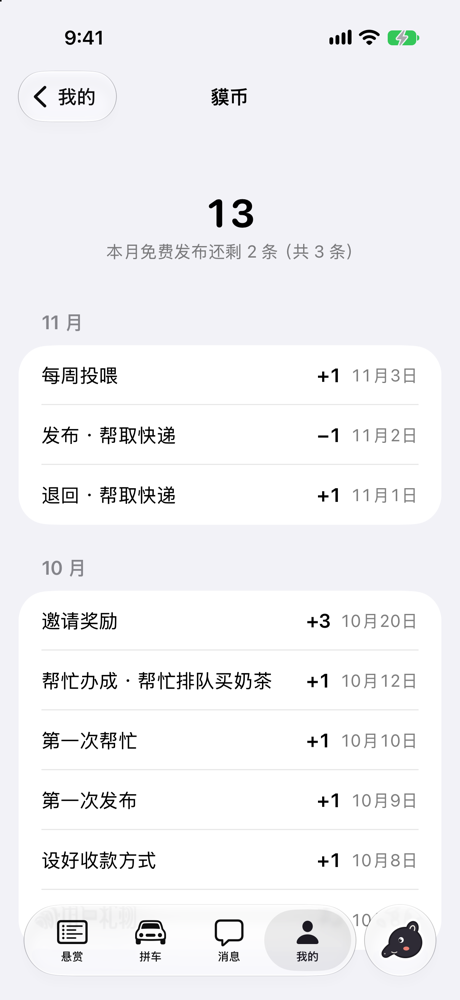 9:41
我的
貘币
13
本月免费发布还剩 2 条（共 3 条）
11 月
每周投喂 +1 11月3日
发布 · 帮取快递 −1 11月2日
退回 · 帮取快递 +1 11月1日
10 月
邀请奖励 +3 10月20日
帮忙办成 · 帮忙排队买奶茶 +1 10月12日
第一次帮忙 +1 10月10日
第一次发布 +1 10月9日
设好收款方式 +1 10月8日
悬赏 拼车 消息 我的